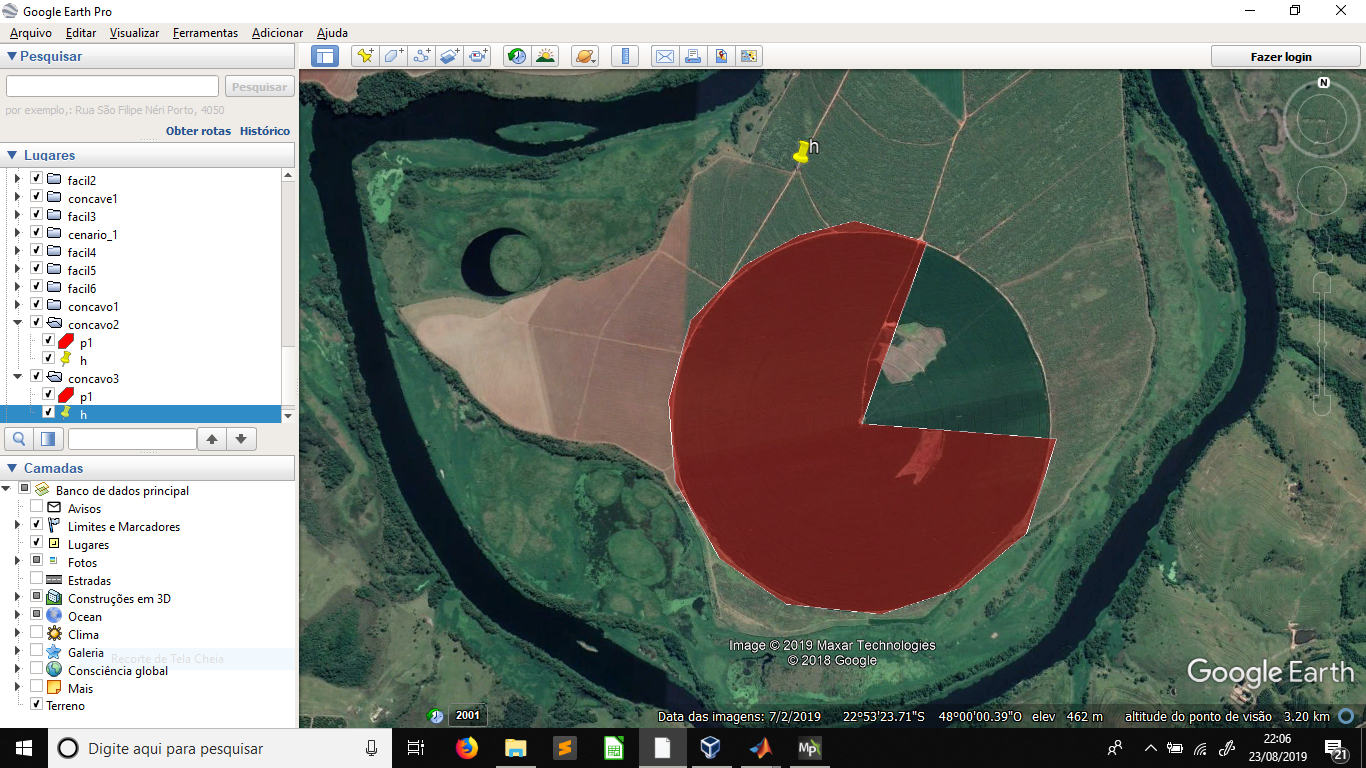 Google Earth Pro
Arquivo Editar Visualizar Ferramentas Adicionar Ajuda
Pesquisar
Pesquisar
por exemplo,: Rua São Filipe Néri Porto, 4050
Obter rotas Histórico
Lugares
facil2
concave1
facil3
cenario_1
facil4
facil5
facil6
concavo1
concavo2
p1
h
concavo3
p1
h
Camadas
Banco de dados principal
Avisos
Limites e Marcadores
Lugares
Fotos
Estradas
Construções em 3D
Ocean
Clima
Galeria
Recorte de Tela Cheia
Consciência global
Mais
Terreno
Fazer login
N
h
Image © 2019 Maxar Technologies
© 2018 Google
Google Earth
2001
Data das imagens: 7/2/2019 22°53'23.71"S 48°00'00.39"O elev 462 m altitude do ponto de visão 3.20 km
Digite aqui para pesquisar
Mp
22:06
23/08/2019
21